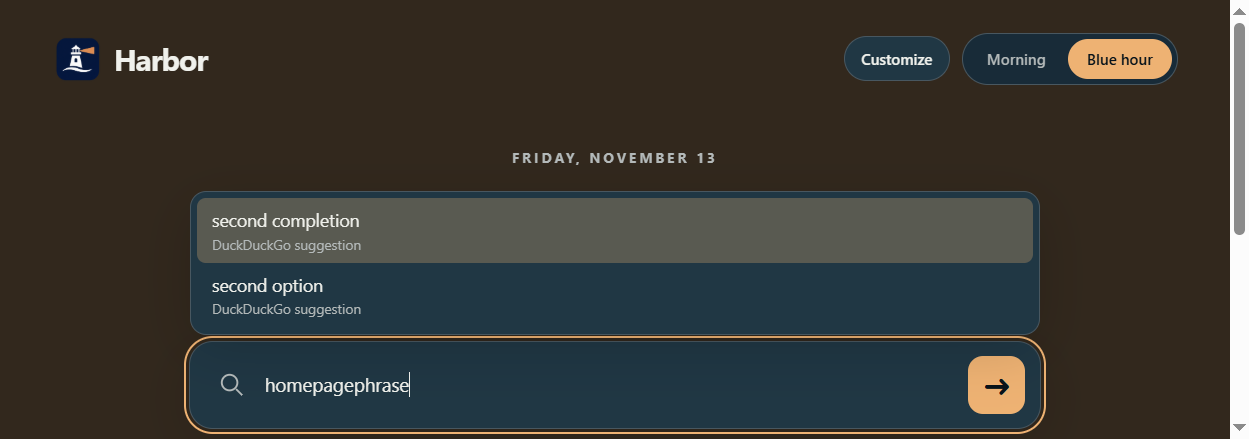 Harbor
Customize
Morning
Blue hour
FRIDAY, NOVEMBER 13
second completion
DuckDuckGo suggestion
second option
DuckDuckGo suggestion
homepagephrase